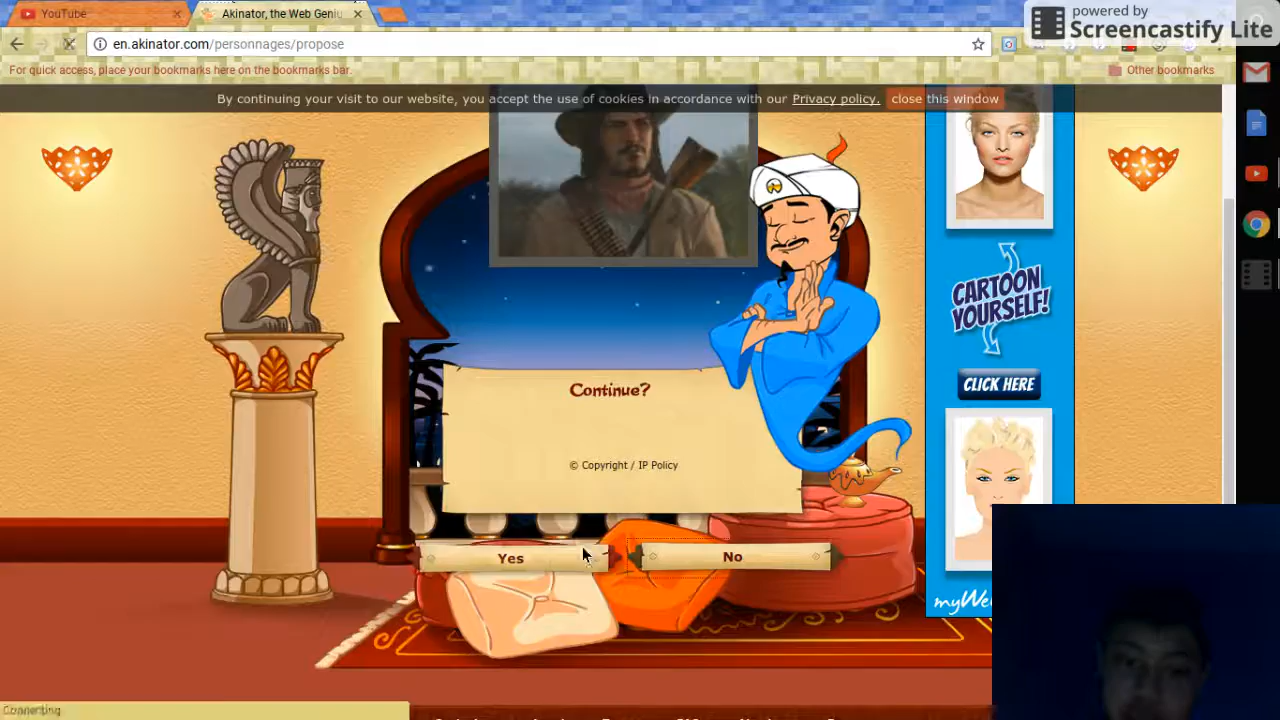 YouTube
Akinator, the Web Geniu
powered by
Screencastify Lite
en.akinator.com/personnages/propose
For quick access, place your bookmarks here on the bookmarks bar.
Other bookmarks
By continuing your visit to our website, you accept the use of cookies in accordance with our Privacy policy. close this window
CARTOON
YOURSELF!
CLICK HERE
Continue?
© Copyright / IP Policy
Yes
No
myWe
Connecting